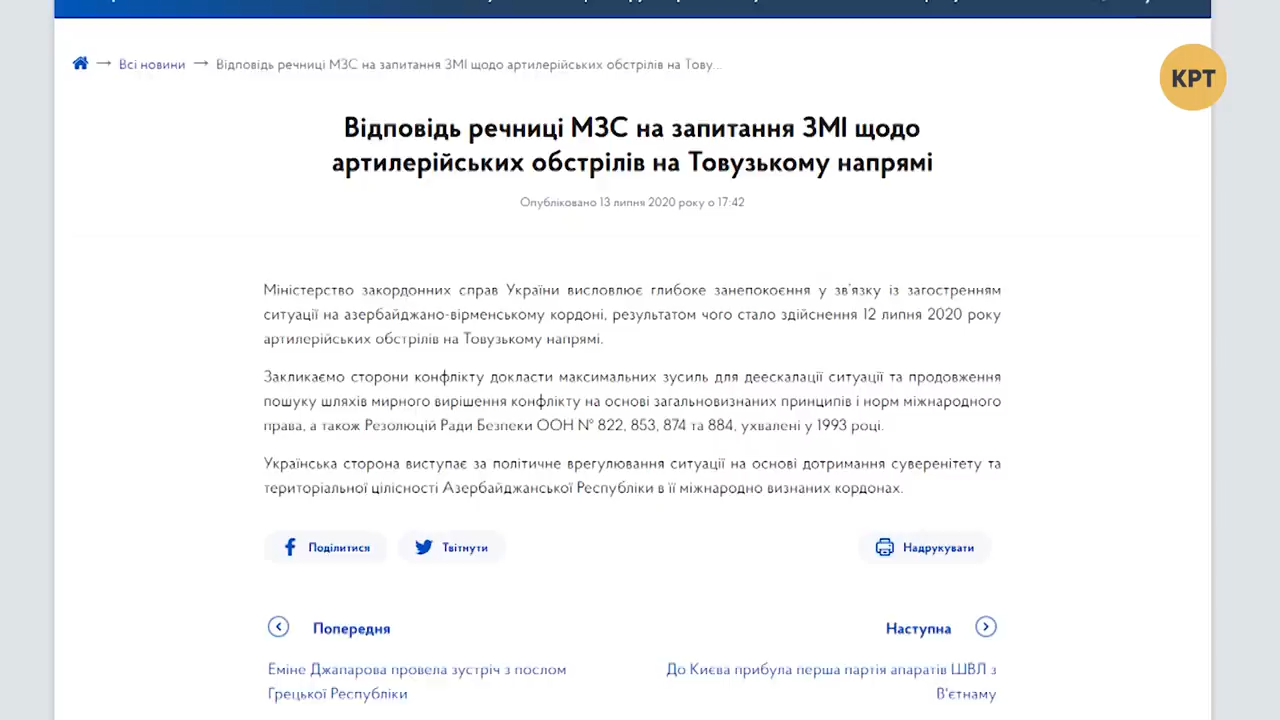 Всі новини → Відповідь речниці МЗС на запитання ЗМІ щодо артилерійських обстрілів на Тову...
КРТ
Відповідь речниці МЗС на запитання ЗМІ щодо
артилерійських обстрілів на Товузькому напрямі
Опубліковано 13 липня 2020 року о 17:42
Міністерство закордонних справ України висловлює глибоке занепокоєння у зв'язку із загостренням
ситуації на азербайджано-вірменському кордоні, результатом чого стало здійснення 12 липня 2020 року
артилерійських обстрілів на Товузькому напрямі.
Закликаємо сторони конфлікту докласти максимальних зусиль для деескалації ситуації та продовження
пошуку шляхів мирного вирішення конфлікту на основі загальновизнаних принципів і норм міжнародного
права, а також Резолюцій Ради Безпеки ООН № 822, 853, 874 та 884, ухвалені у 1993 році.
Українська сторона виступає за політичне врегулювання ситуації на основі дотримання суверенітету та
територіальної цілісності Азербайджанської Республіки в її міжнародно визнаних кордонах.
Поділитися
Твітнути
Надрукувати
Попередня
Наступна
Еміне Джапарова провела зустріч з послом
Грецької Республіки
До Києва прибула перша партія апаратів ШВЛ з
В'єтнаму